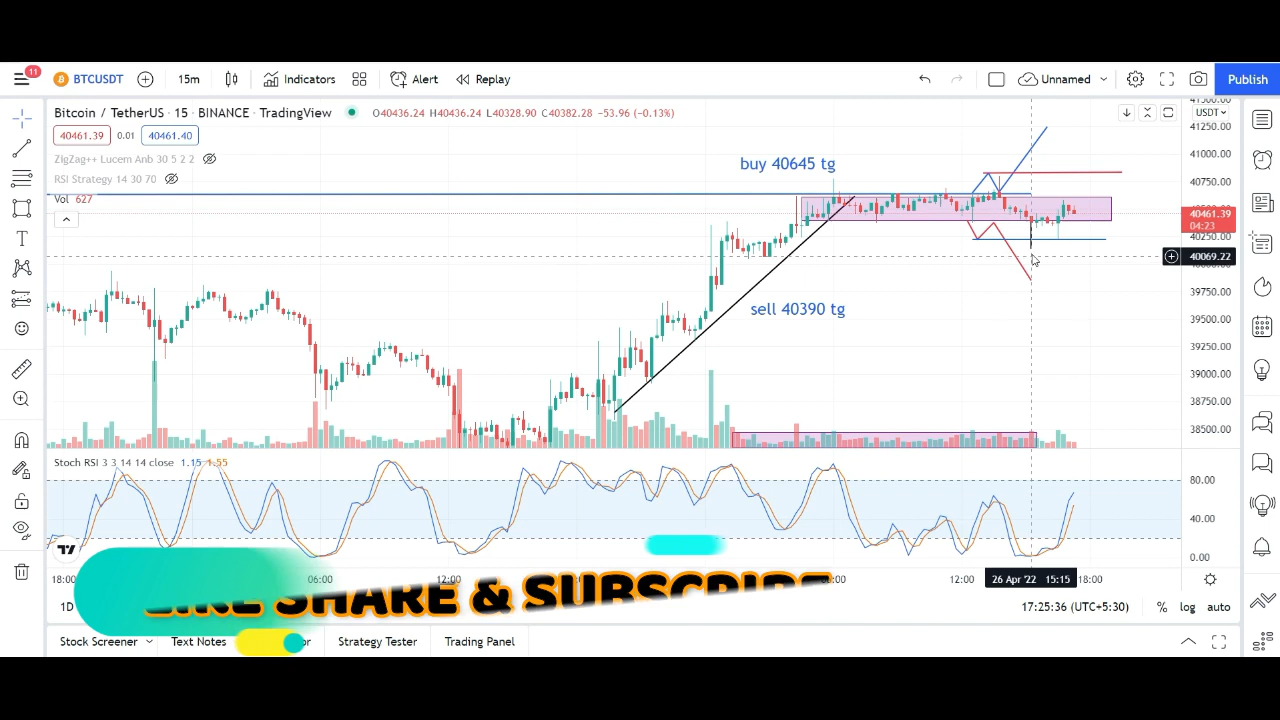 11
BTCUSDT
15m
Indicators
Alert
Replay
Unnamed
Publish
Bitcoin / TetherUS · 15 · BINANCE · TradingView
O40436.24 H40436.24 L40328.90 C40382.28 -53.96 (-0.13%)
USDT
40461.39
0.01
40461.40
ZigZag++ Lucem Anb 30 5 2 2
RSI Strategy 14 30 70
Vol 627
buy 40645 tg
sell 40390 tg
41250.00
41000.00
40750.00
40461.39
04:23
40250.00
40069.22
39750.00
39500.00
39250.00
39000.00
38750.00
38500.00
Stoch RSI 3 3 14 14 close 1.15 1.55
80.00
40.00
0.00
18:00
06:00
12:00
12:00
26 Apr '22 15:15
18:00
SHARE & SUBSCRIBE
1D
17:25:36 (UTC+5:30)
%
log
auto
Stock Screener
Text Notes
Strategy Tester
Trading Panel